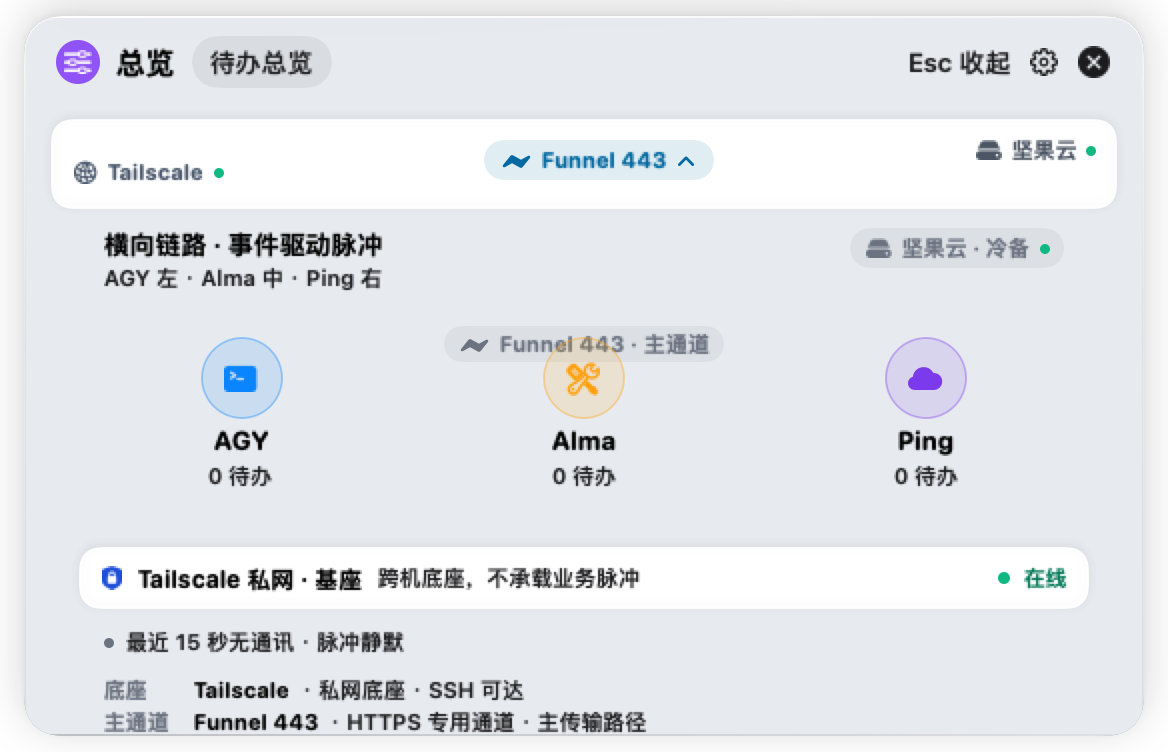 总览 待办总览 Esc 收起
Tailscale Funnel 443 坚果云
横向链路 · 事件驱动脉冲 坚果云 · 冷备
AGY 左 · Alma 中 · Ping 右
Funnel 443 · 主通道
>_
AGY Alma Ping
0 待办 0 待办 0 待办
Tailscale 私网 · 基座 跨机底座，不承载业务脉冲 在线
最近 15 秒无通讯 · 脉冲静默
底座 Tailscale · 私网底座 · SSH 可达
主通道 Funnel 443 · HTTPS 专用通道 · 主传输路径